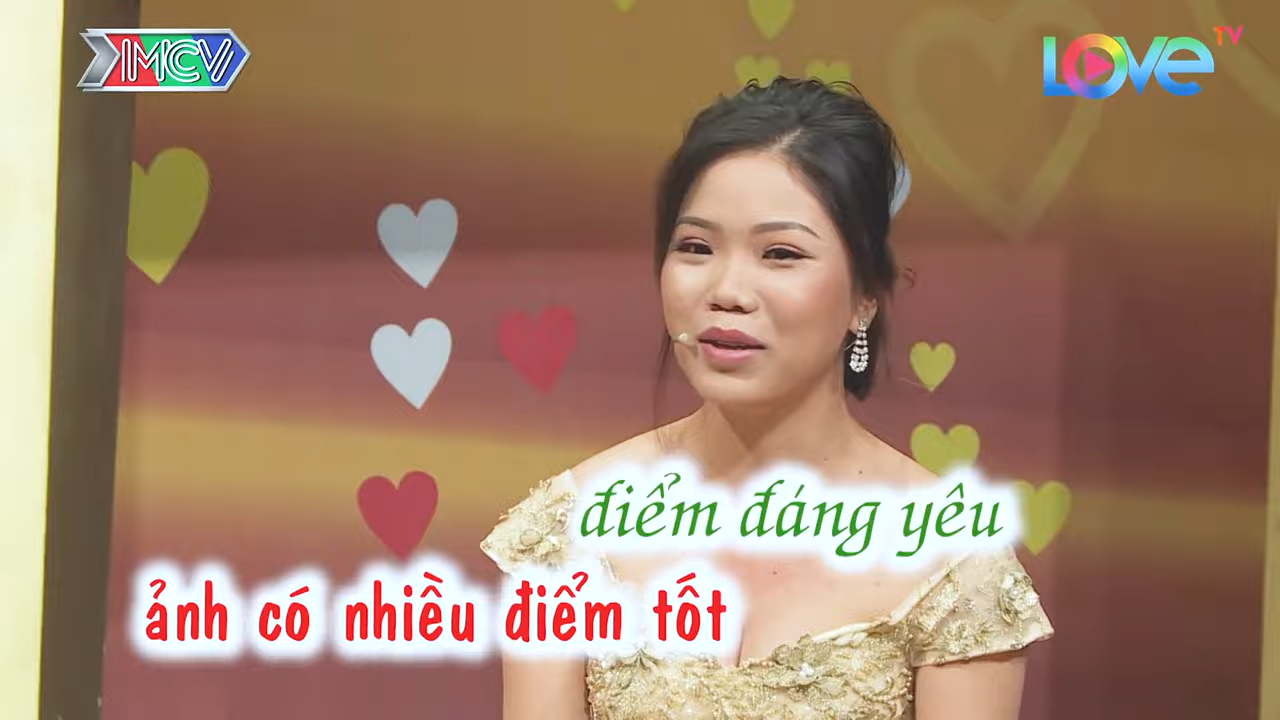 MCV
LOVE TV
điểm đáng yêu
ảnh có nhiều điểm tốt